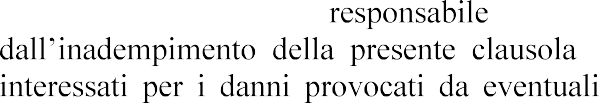 responsabile
dall'inadempimento della presente clausola
interessati per i danni provocati da eventuali